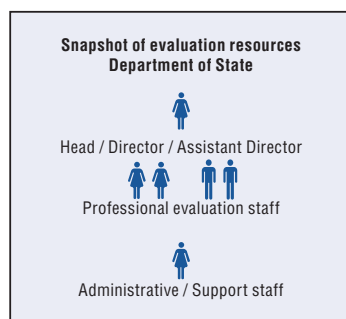 Snapshot of evaluation resources
Department of State
Head / Director / Assistant Director
Professional evaluation staff
Administrative / Support staff